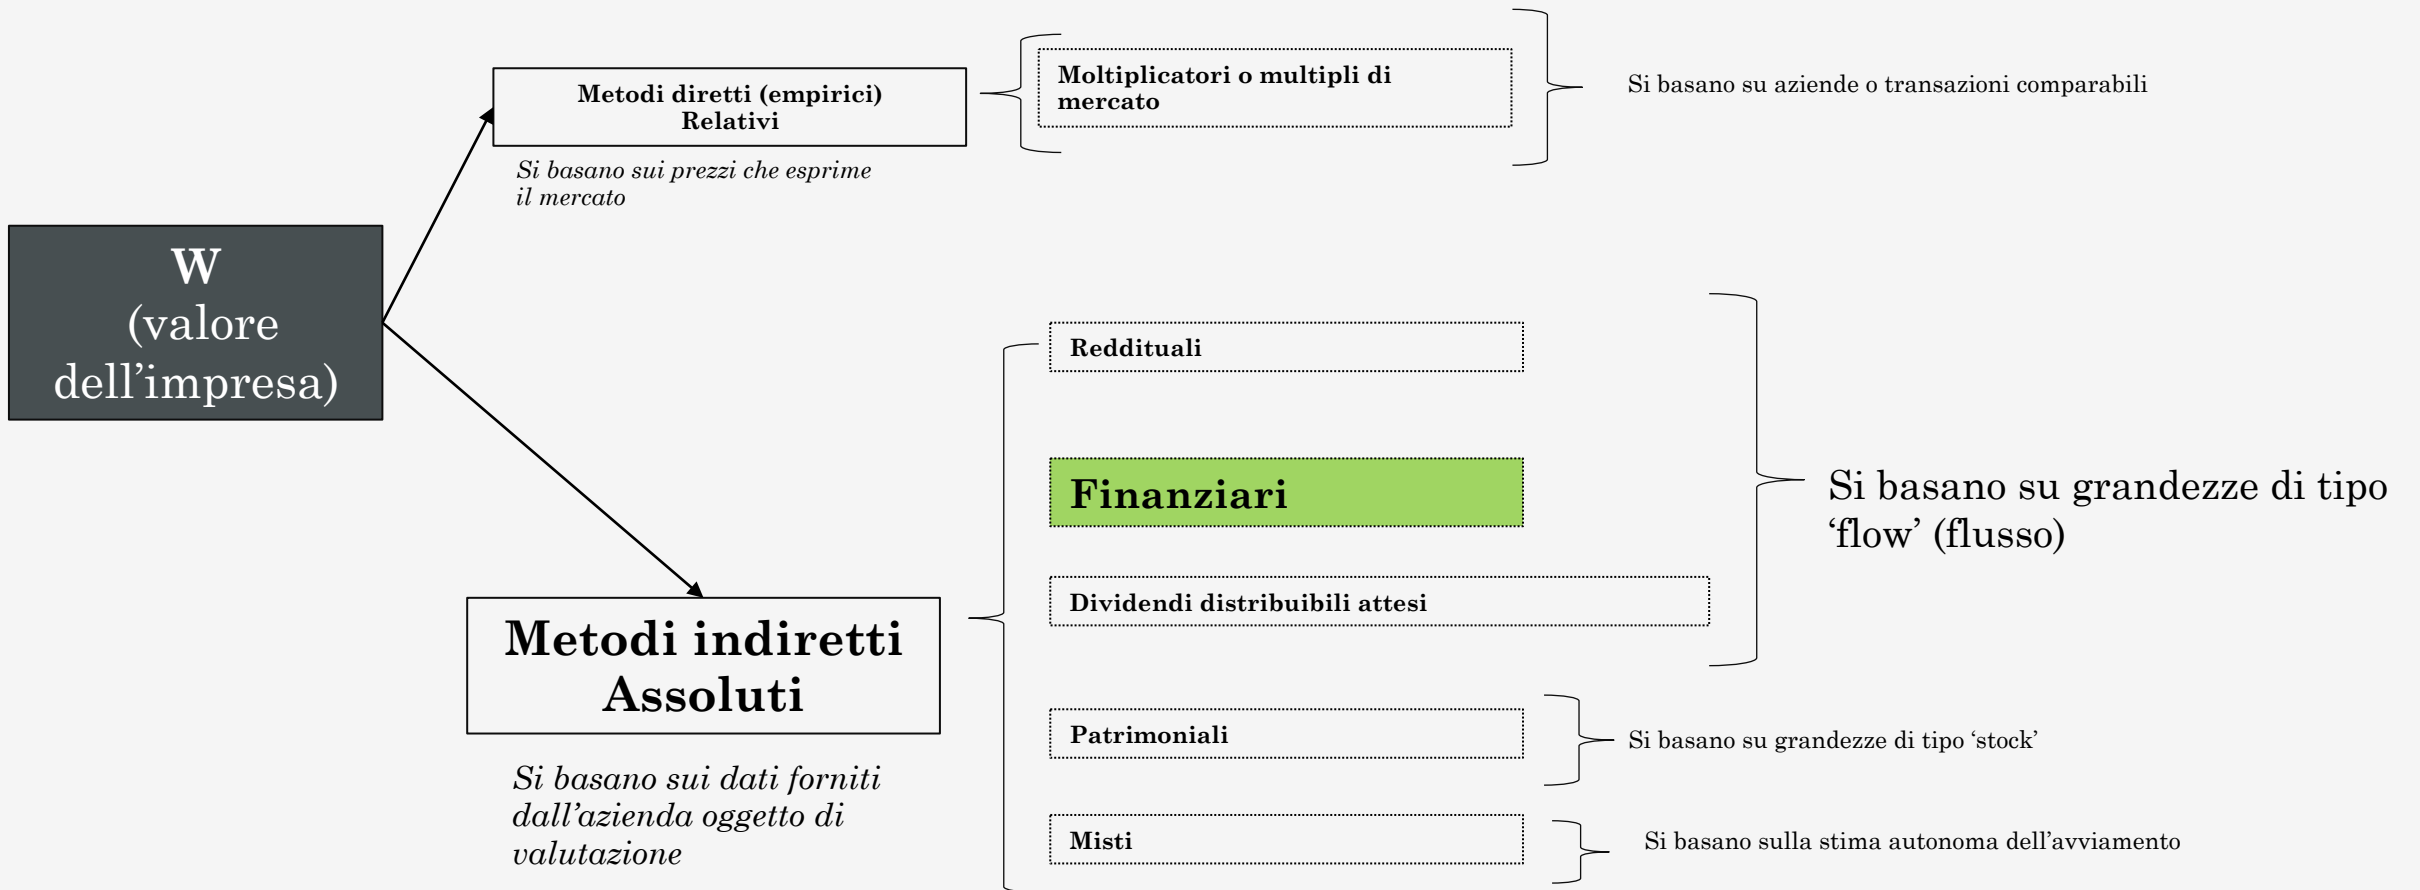 Metodi diretti (empirici)
Relativi
Moltiplicatori o multipli di
mercato
Si basano su aziende o transazioni comparabili
Si basano sui prezzi che esprime
il mercato
W
(valore
dell’impresa)
Reddituali
Finanziari
Dividendi distribuibili attesi
Si basano su grandezze di tipo
‘flow’ (flusso)
Metodi indiretti
Assoluti
Si basano sui dati forniti
dall’azienda oggetto di
valutazione
Patrimoniali
Si basano su grandezze di tipo ‘stock’
Misti
Si basano sulla stima autonoma dell’avviamento